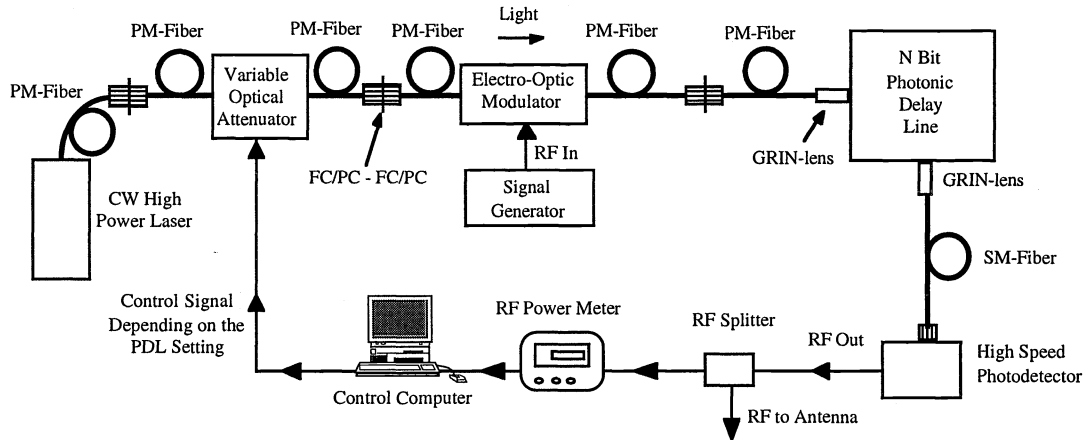 Light
PM-Fiber
PM-Fiber
PM-Fiber
PM-Fiber
PM-Fiber
PM-Fiber
Variable
Optical
Attenuator
Electro-Optic
Modulator
N Bit
Photonic
Delay
Line
RF In
GRIN-lens
FC/PC - FC/PC
Signal
Generator
GRIN-lens
CW High
Power Laser
SM-Fiber
Control Signal
Depending on the
PDL Setting
RF Power Meter
RF Splitter
RF Out
High Speed
Photodetector
Control Computer
RF to Antenna